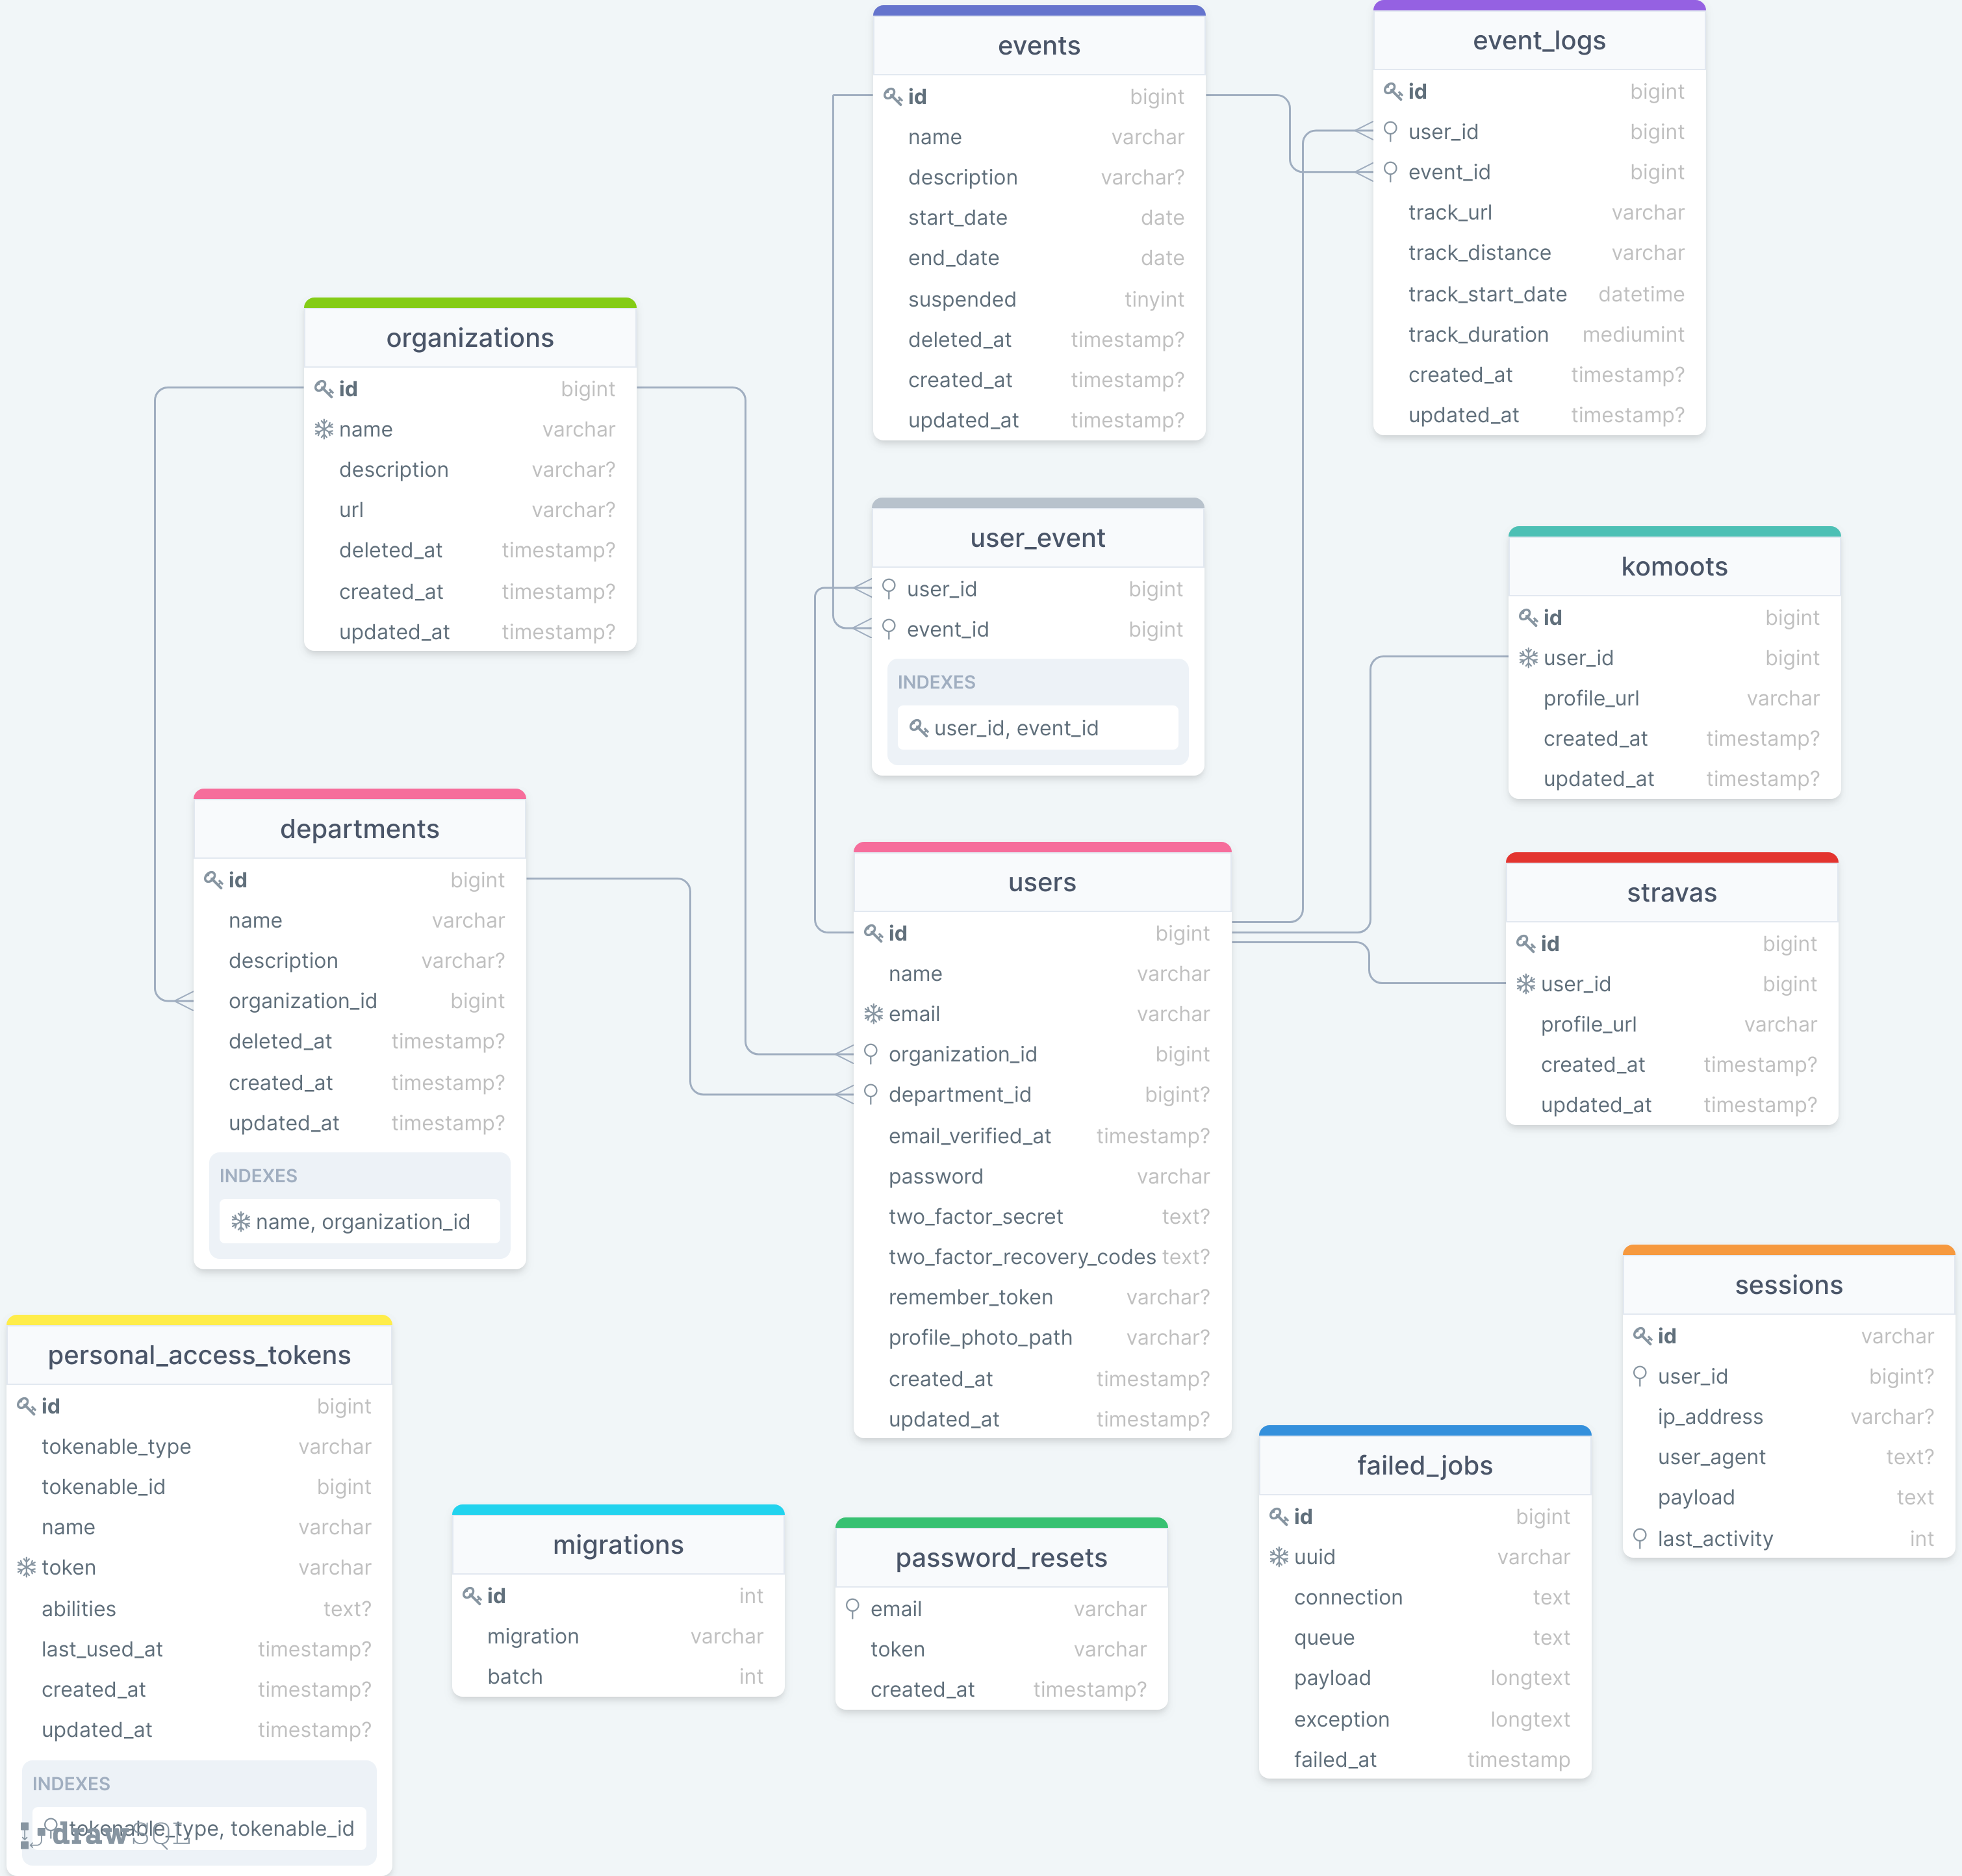 events
id bigint
name varchar
description varchar?
start_date date
end_date date
suspended tinyint
deleted_at timestamp?
created_at timestamp?
updated_at timestamp?
event_logs
id bigint
user_id bigint
event_id bigint
track_url varchar
track_distance varchar
track_start_date datetime
track_duration mediumint
created_at timestamp?
updated_at timestamp?
organizations
id bigint
name varchar
description varchar?
url varchar?
deleted_at timestamp?
created_at timestamp?
updated_at timestamp?
user_event
user_id bigint
event_id bigint
INDEXES
user_id, event_id
komoots
id bigint
user_id bigint
profile_url varchar
created_at timestamp?
updated_at timestamp?
departments
id bigint
name varchar
description varchar?
organization_id bigint
deleted_at timestamp?
created_at timestamp?
updated_at timestamp?
INDEXES
name, organization_id
users
id bigint
name varchar
email varchar
organization_id bigint
department_id bigint?
email_verified_at timestamp?
password varchar
two_factor_secret text?
two_factor_recovery_codes text?
remember_token varchar?
profile_photo_path varchar?
created_at timestamp?
updated_at timestamp?
stravas
id bigint
user_id bigint
profile_url varchar
created_at timestamp?
updated_at timestamp?
sessions
id varchar
user_id bigint?
ip_address varchar?
user_agent text?
payload text
last_activity int
personal_access_tokens
id bigint
tokenable_type varchar
tokenable_id bigint
name varchar
token varchar
abilities text?
last_used_at timestamp?
created_at timestamp?
updated_at timestamp?
INDEXES
tokenable_type, tokenable_id
drawSQL
migrations
id int
migration varchar
batch int
password_resets
email varchar
token varchar
created_at timestamp?
failed_jobs
id bigint
uuid varchar
connection text
queue text
payload longtext
exception longtext
failed_at timestamp